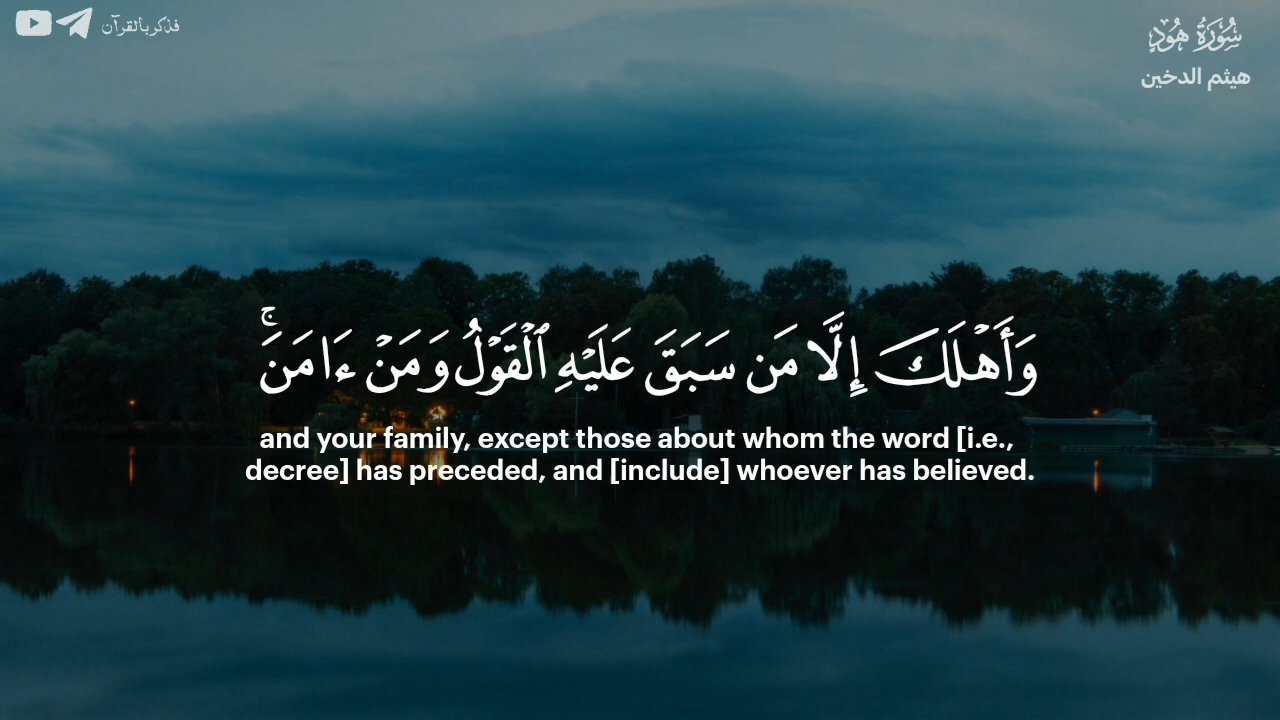 فذكر بالقرآن
سُورَةُ هُودٍ
هيثم الدخين
وَأَهْلَكَ إِلَّا مَن سَبَقَ عَلَيْهِ ٱلْقَوْلُ وَمَنْ ءَامَنَ ۚ
and your family, except those about whom the word [i.e.,
decree] has preceded, and [include] whoever has believed.